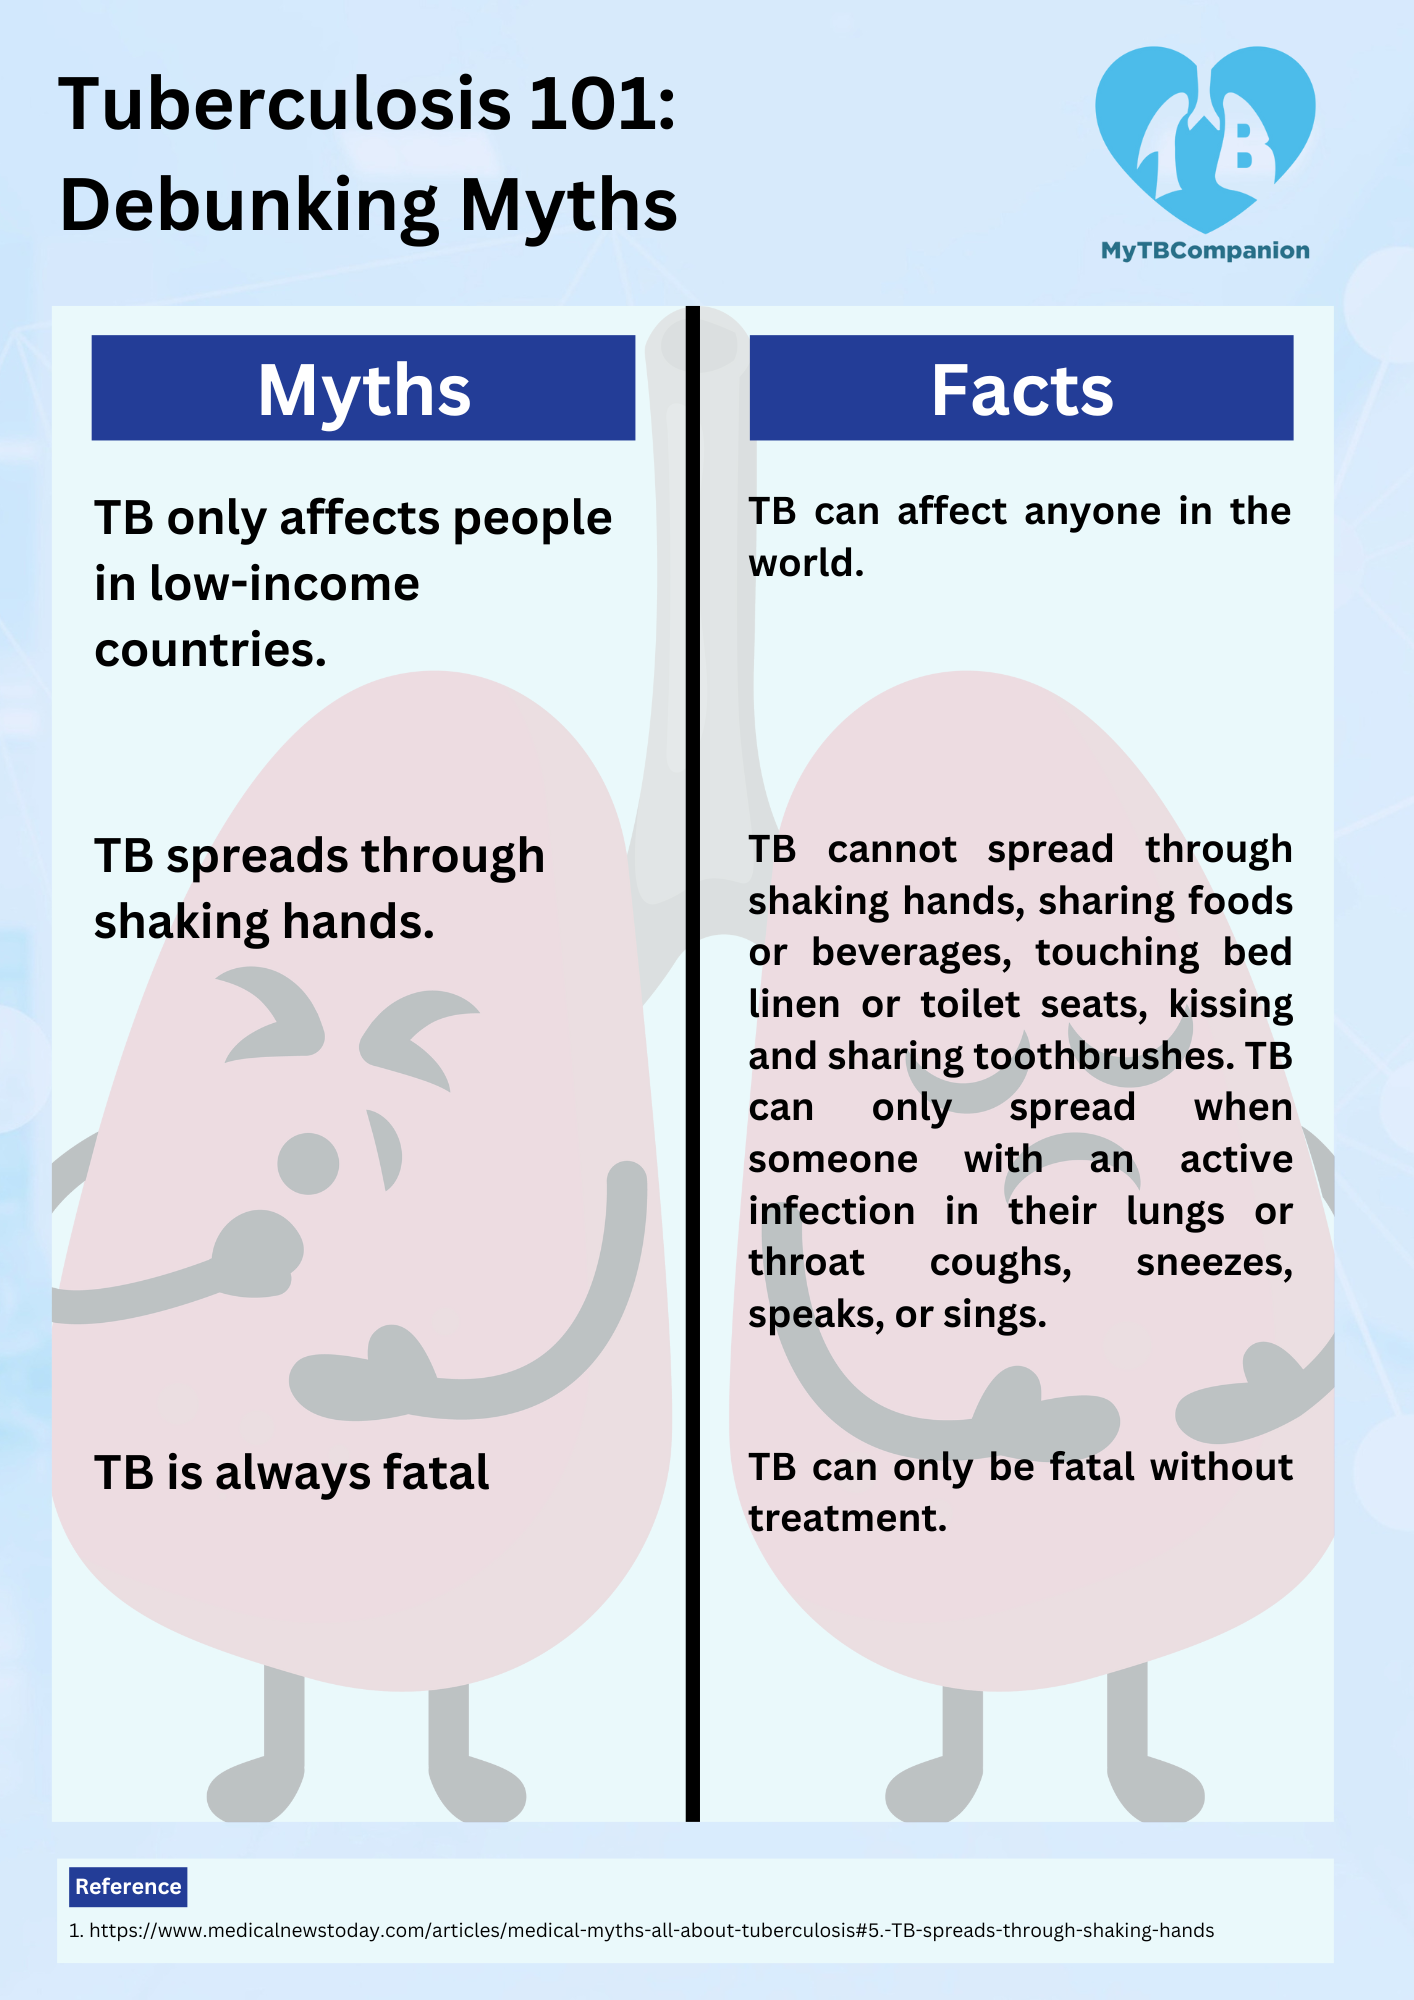 Tuberculosis 101:
Debunking Myths
TB
MyTBCompanion
Myths
TB only affects people
in low-income
countries.
TB spreads through
shaking hands.
TB is always fatal
Facts
TB can affect anyone in the
world.
TB cannot spread through
shaking hands, sharing foods
or beverages, touching bed
linen or toilet seats, kissing
and sharing toothbrushes. TB
can only spread when
someone with an active
infection in their lungs or
throat coughs, sneezes,
speaks, or sings.
TB can only be fatal without
treatment.
Reference
1. https://www.medicalnewstoday.com/articles/medical-myths-all-about-tuberculosis#5.-TB-spreads-through-shaking-hands